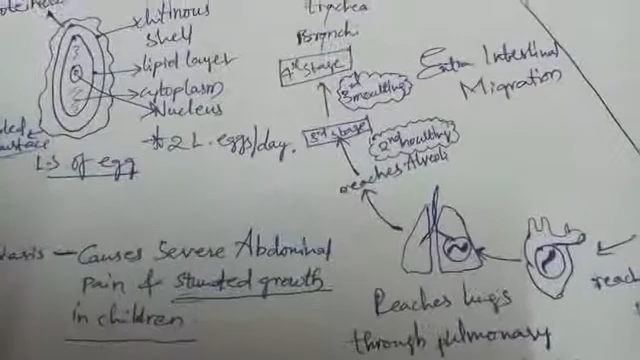 chitinous
shell
lipid layer
cytoplasm
Nucleus
* 2 L. eggs/day.
L.S of egg
trachea
Bronchi
4th stage
3rd moulting
3rd stage
2nd moulting
reaches Alveoli
Extra Intestinal
Migration
Reaches lungs
through pulmonary
reach
— Causes Severe Abdominal
pain & Stunted growth
in children